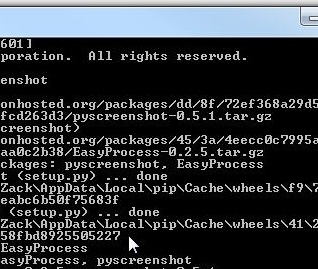 601]
poration.  All rights reserved.
enshot
onhosted.org/packages/dd/8f/72ef368a29d5
fcd263d3/pyscreenshot-0.5.1.tar.gz
creenshot)
onhosted.org/packages/45/3a/4eecc0c7995a
aa0c2b38/EasyProcess-0.2.5.tar.gz
ckages: pyscreenshot, EasyProcess
t (setup.py) ... done
Zack\AppData\Local\pip\Cache\wheels\f9\7
eabc6b50f75683f
 (setup.py) ... done
Zack\AppData\Local\pip\Cache\wheels\41\2
58fbd8925505227
EasyProcess
asyProcess, pyscreenshot